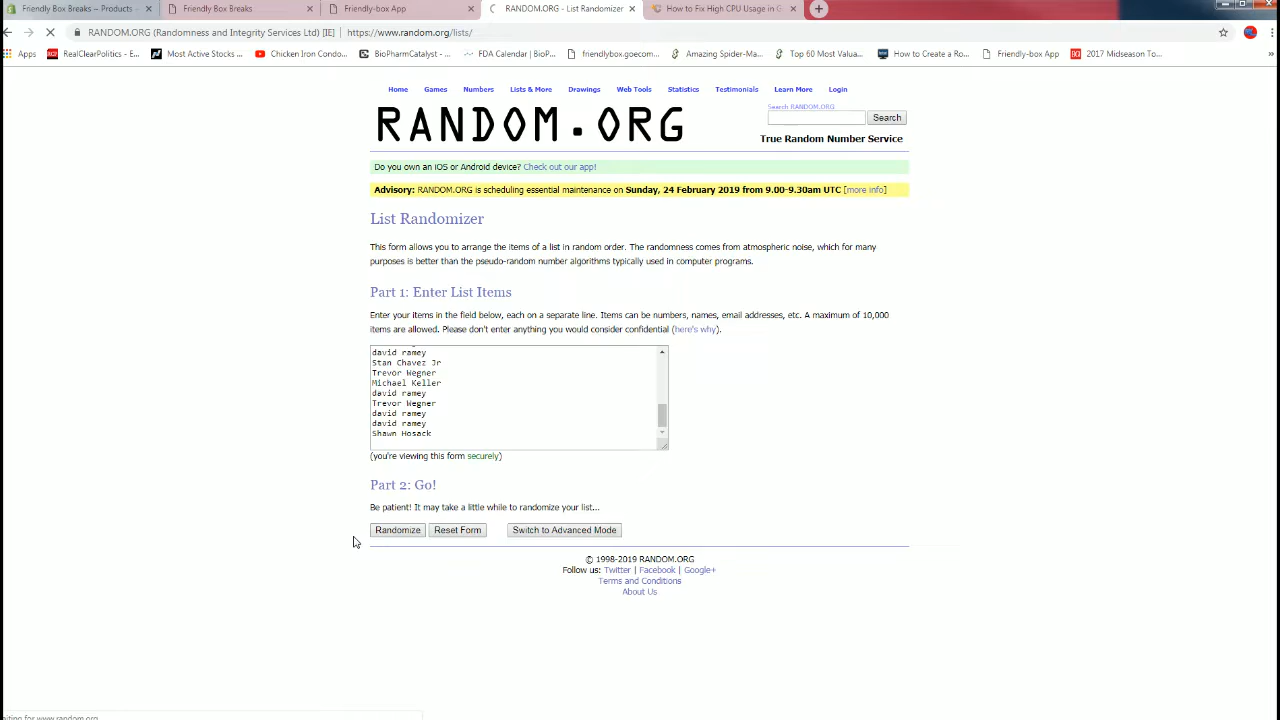 Friendly Box Breaks – Products - Friendly Box Breaks Friendly-box App RANDOM.ORG - List Randomizer How to Fix High CPU Usage in G
RANDOM.ORG (Randomness and Integrity Services Ltd) [IE] | https://www.random.org/lists/
Apps RealClearPolitics - E... Most Active Stocks ... Chicken Iron Condo... BioPharmCatalyst - ... FDA Calendar | BioP... friendlybox.goecom... Amazing Spider-Ma... Top 60 Most Valua... How to Create a Ro... Friendly-box App 2017 Midseason To... »
Home Games Numbers Lists & More Drawings Web Tools Statistics Testimonials Learn More Login
RANDOM.ORG
Search RANDOM.ORG
Search
True Random Number Service
Do you own an iOS or Android device? Check out our app!
Advisory: RANDOM.ORG is scheduling essential maintenance on Sunday, 24 February 2019 from 9.00-9.30am UTC [more info]
List Randomizer
This form allows you to arrange the items of a list in random order. The randomness comes from atmospheric noise, which for many
purposes is better than the pseudo-random number algorithms typically used in computer programs.
Part 1: Enter List Items
Enter your items in the field below, each on a separate line. Items can be numbers, names, email addresses, etc. A maximum of 10,000
items are allowed. Please don't enter anything you would consider confidential (here's why).
david ramey
Stan Chavez Jr
Trevor Wegner
Michael Keller
david ramey
Trevor Wegner
david ramey
david ramey
Shawn Hosack
(you're viewing this form securely)
Part 2: Go!
Be patient! It may take a little while to randomize your list...
Randomize Reset Form Switch to Advanced Mode
© 1998-2019 RANDOM.ORG
Follow us: Twitter | Facebook | Google+
Terms and Conditions
About Us